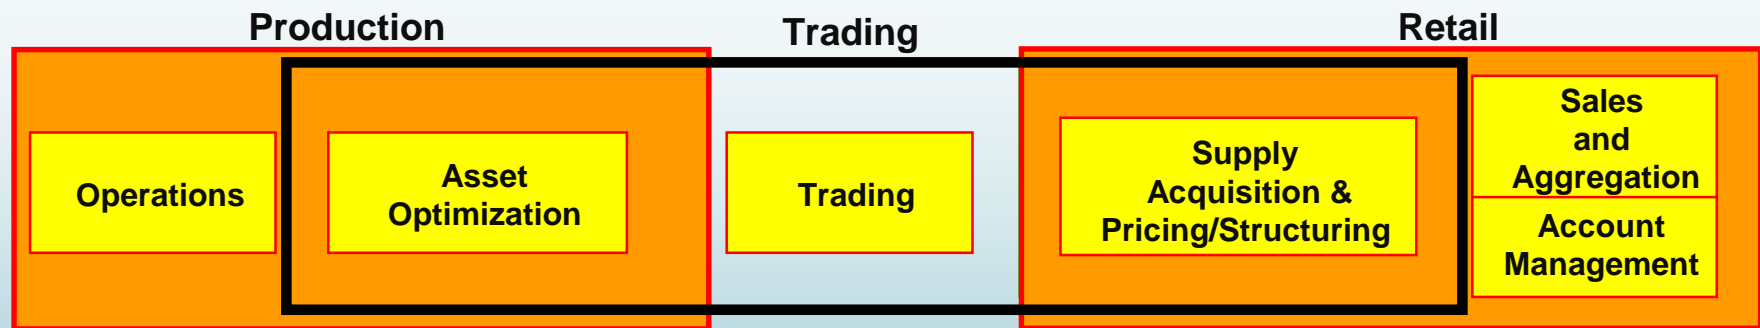 Production
Trading
Retail
Operations
Asset
Optimization
Trading
Supply
Acquisition &
Pricing/Structuring
Sales
and
Aggregation
Account
Management